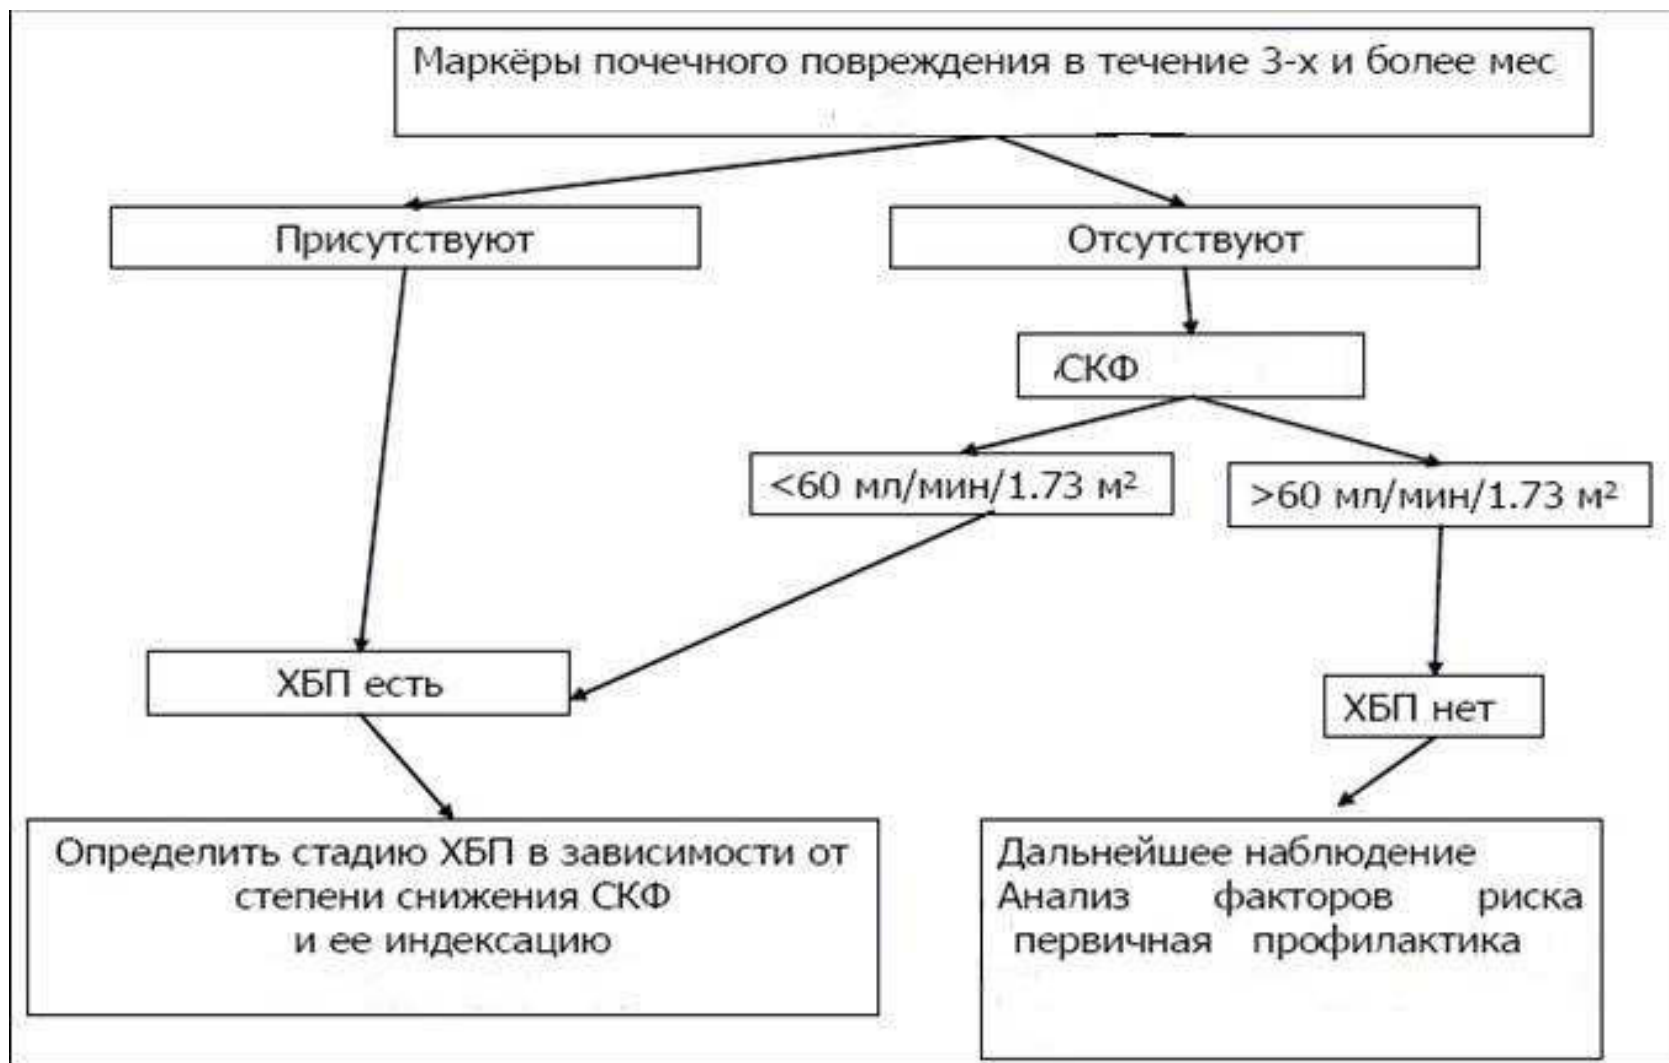 Маркёры почечного повреждения в течение 3-х и более мес
Присутствуют
Отсутствуют
СКФ
<60 мл/мин/1.73 м²
>60 мл/мин/1.73 м²
ХБП есть
ХБП нет
Определить стадию ХБП в зависимости от
степени снижения СКФ
и ее индексацию
Дальнейшее наблюдение
Анализ факторов риска
первичная профилактика